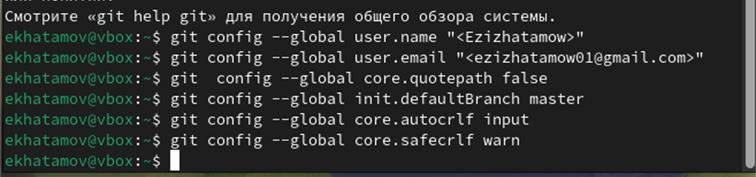 Смотрите «git help git» для получения общего обзора системы.
ekhatamov@vbox:~$ git config --global user.name "<Ezizhatamow>"
ekhatamov@vbox:~$ git config --global user.email "<ezizhatamow01@gmail.com>"
ekhatamov@vbox:~$ git  config --global core.quotepath false
ekhatamov@vbox:~$ git config --global init.defaultBranch master
ekhatamov@vbox:~$ git config --global core.autocrlf input
ekhatamov@vbox:~$ git config --global core.safecrlf warn
ekhatamov@vbox:~$